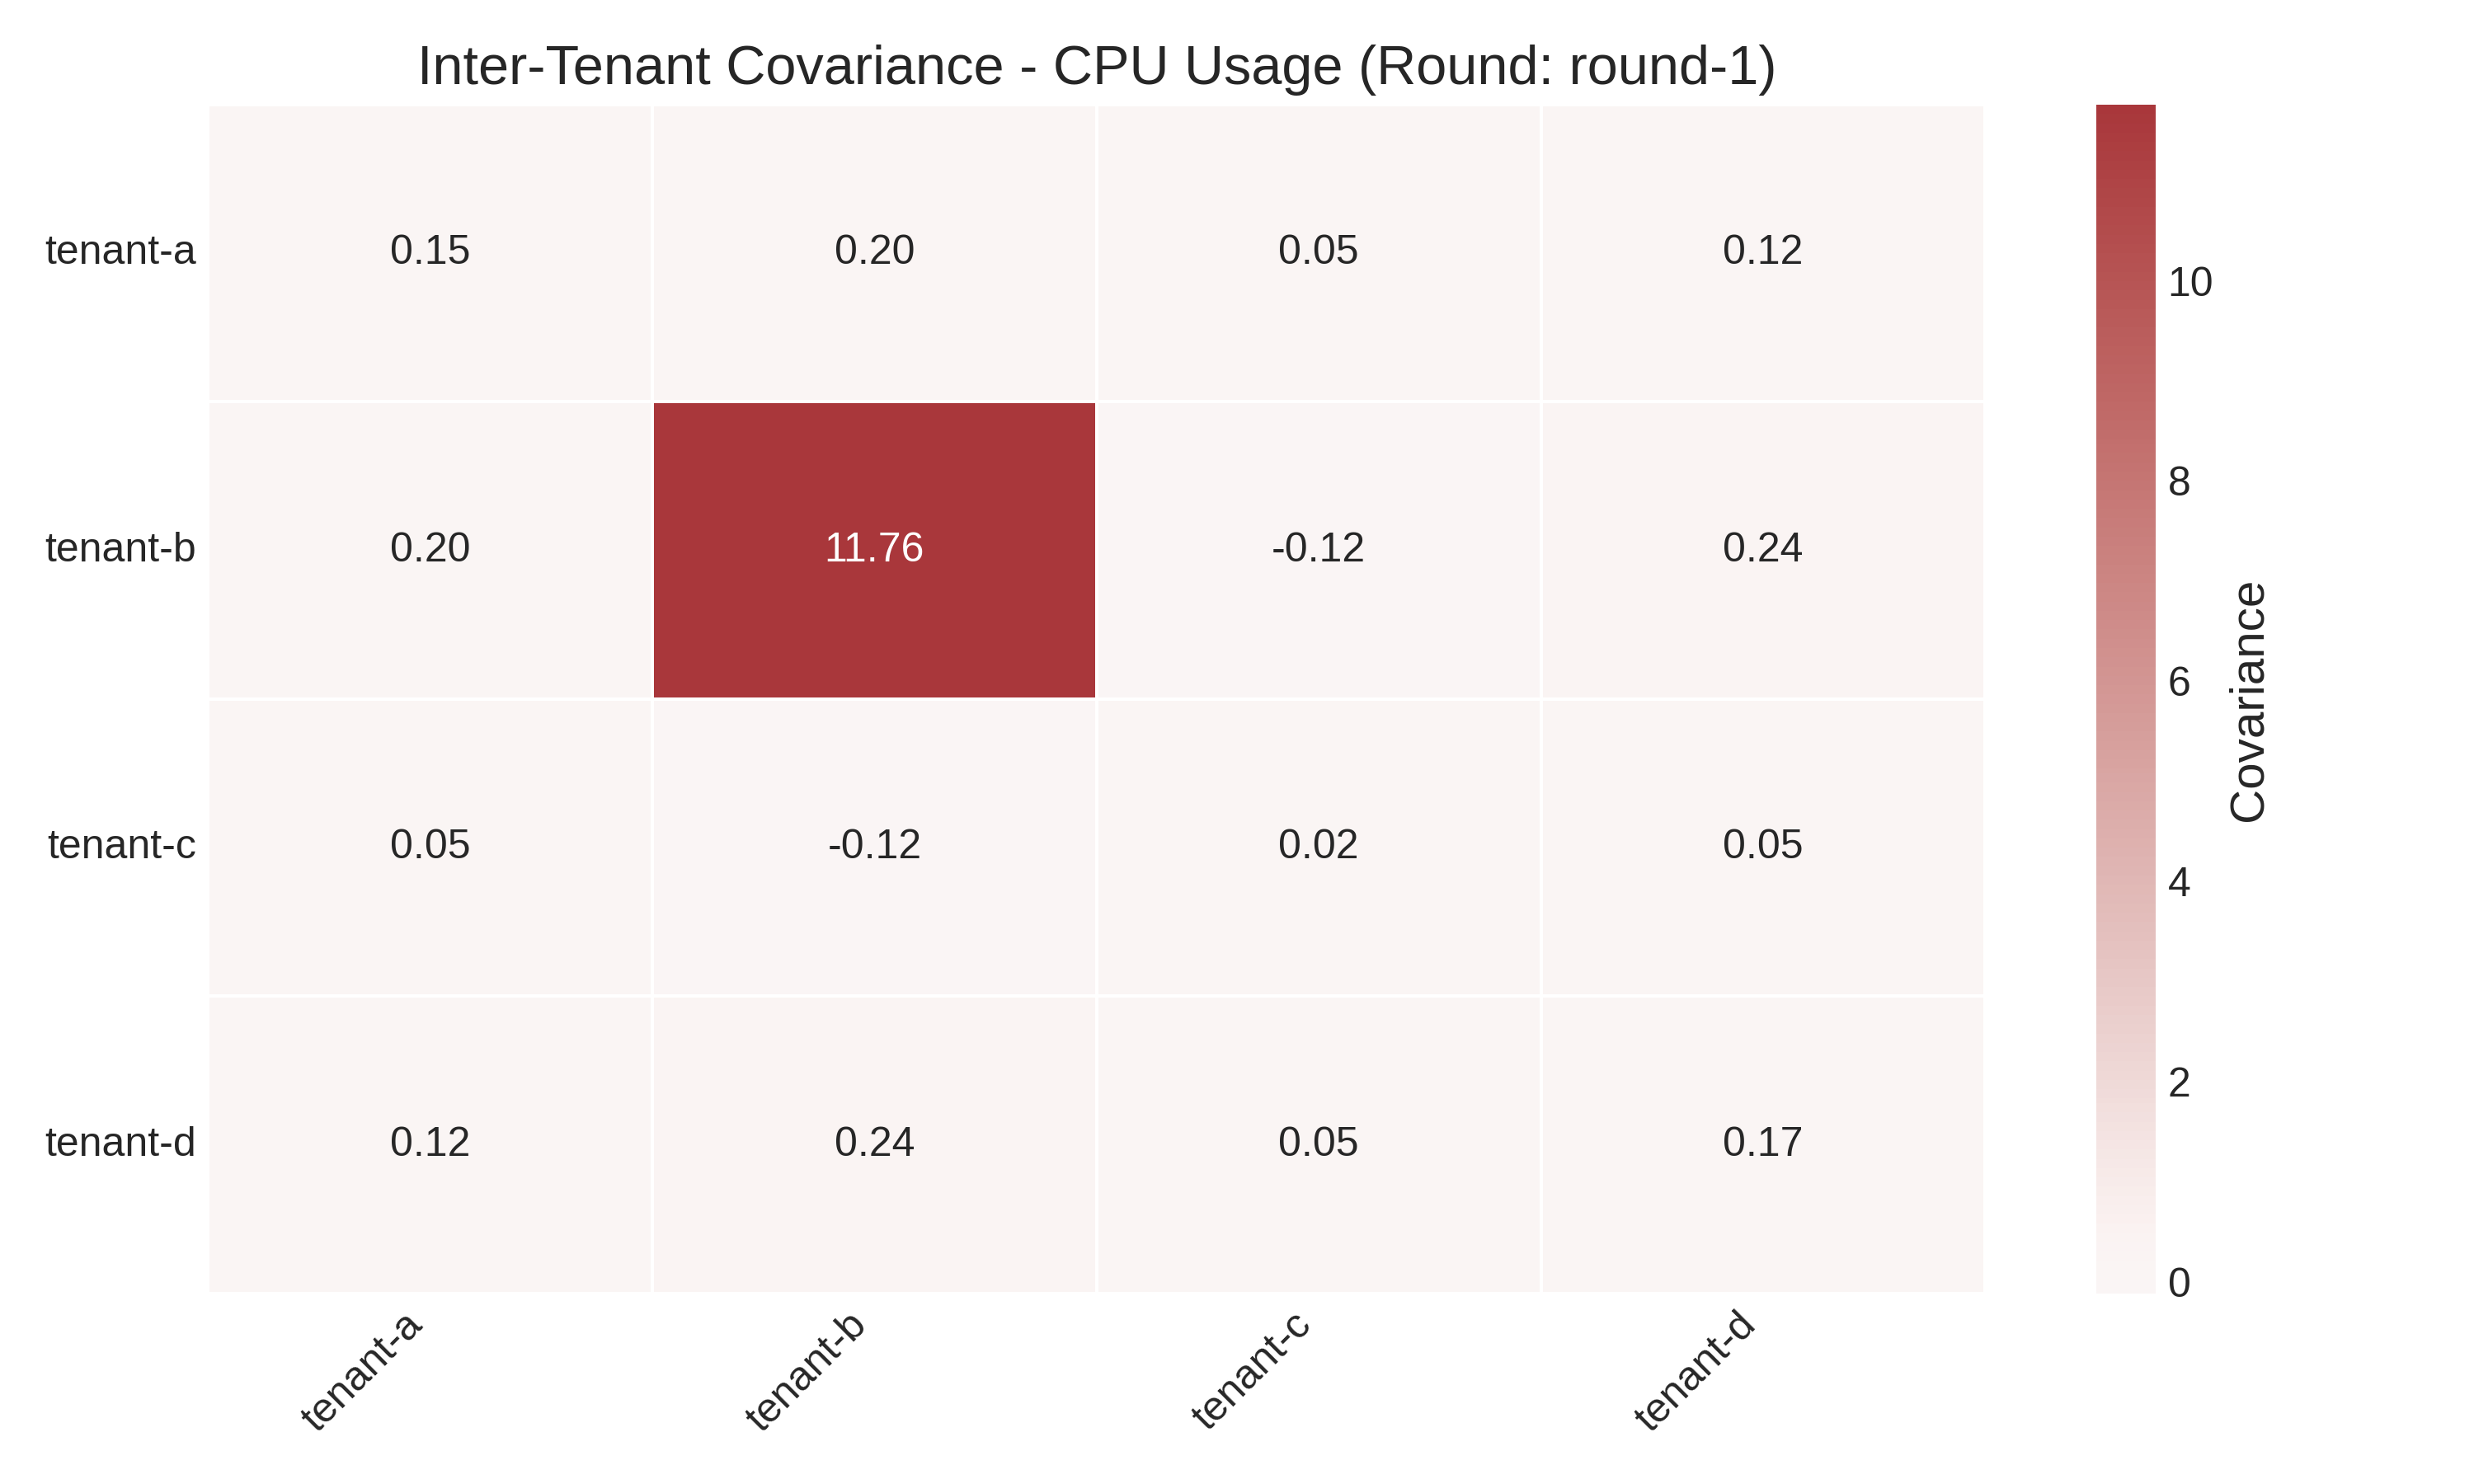 Inter-Tenant Covariance - CPU Usage (Round: round-1)
tenant-a 0.15 0.20 0.05 0.12
tenant-b 0.20 11.76 -0.12 0.24
tenant-c 0.05 -0.12 0.02 0.05
tenant-d 0.12 0.24 0.05 0.17
tenant-a tenant-b tenant-c tenant-d
10
8
6
4
2
0
Covariance